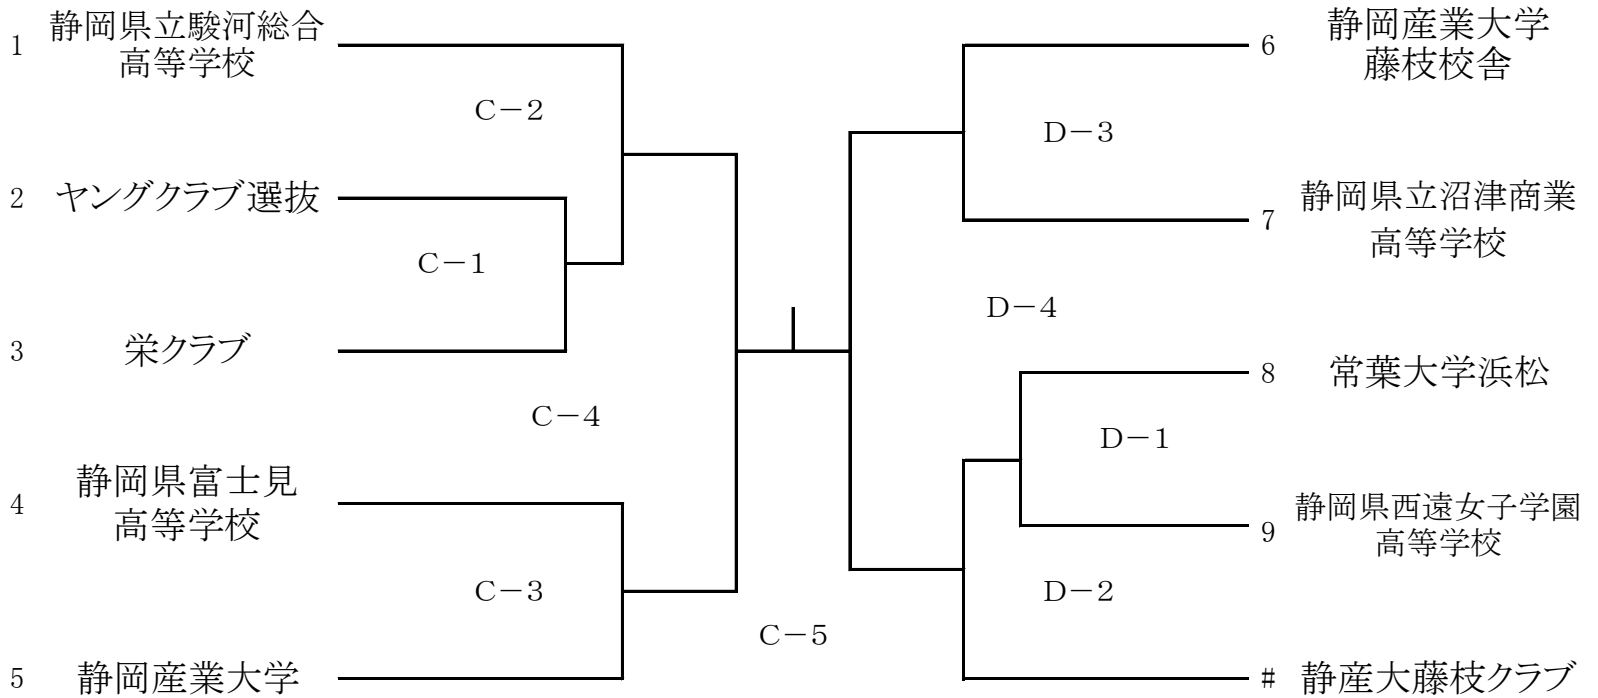 1 静岡県立駿河総合
高等学校
C－2
2 ヤングクラブ選抜
C－1
3 栄クラブ
C－4
4 静岡県富士見
高等学校
C－3
5 静岡産業大学
C－5
6 静岡産業大学
藤枝校舎
D－3
7 静岡県立沼津商業
高等学校
D－4
8 常葉大学浜松
D－1
9 静岡県西遠女子学園
高等学校
D－2
# 静産大藤枝クラブ